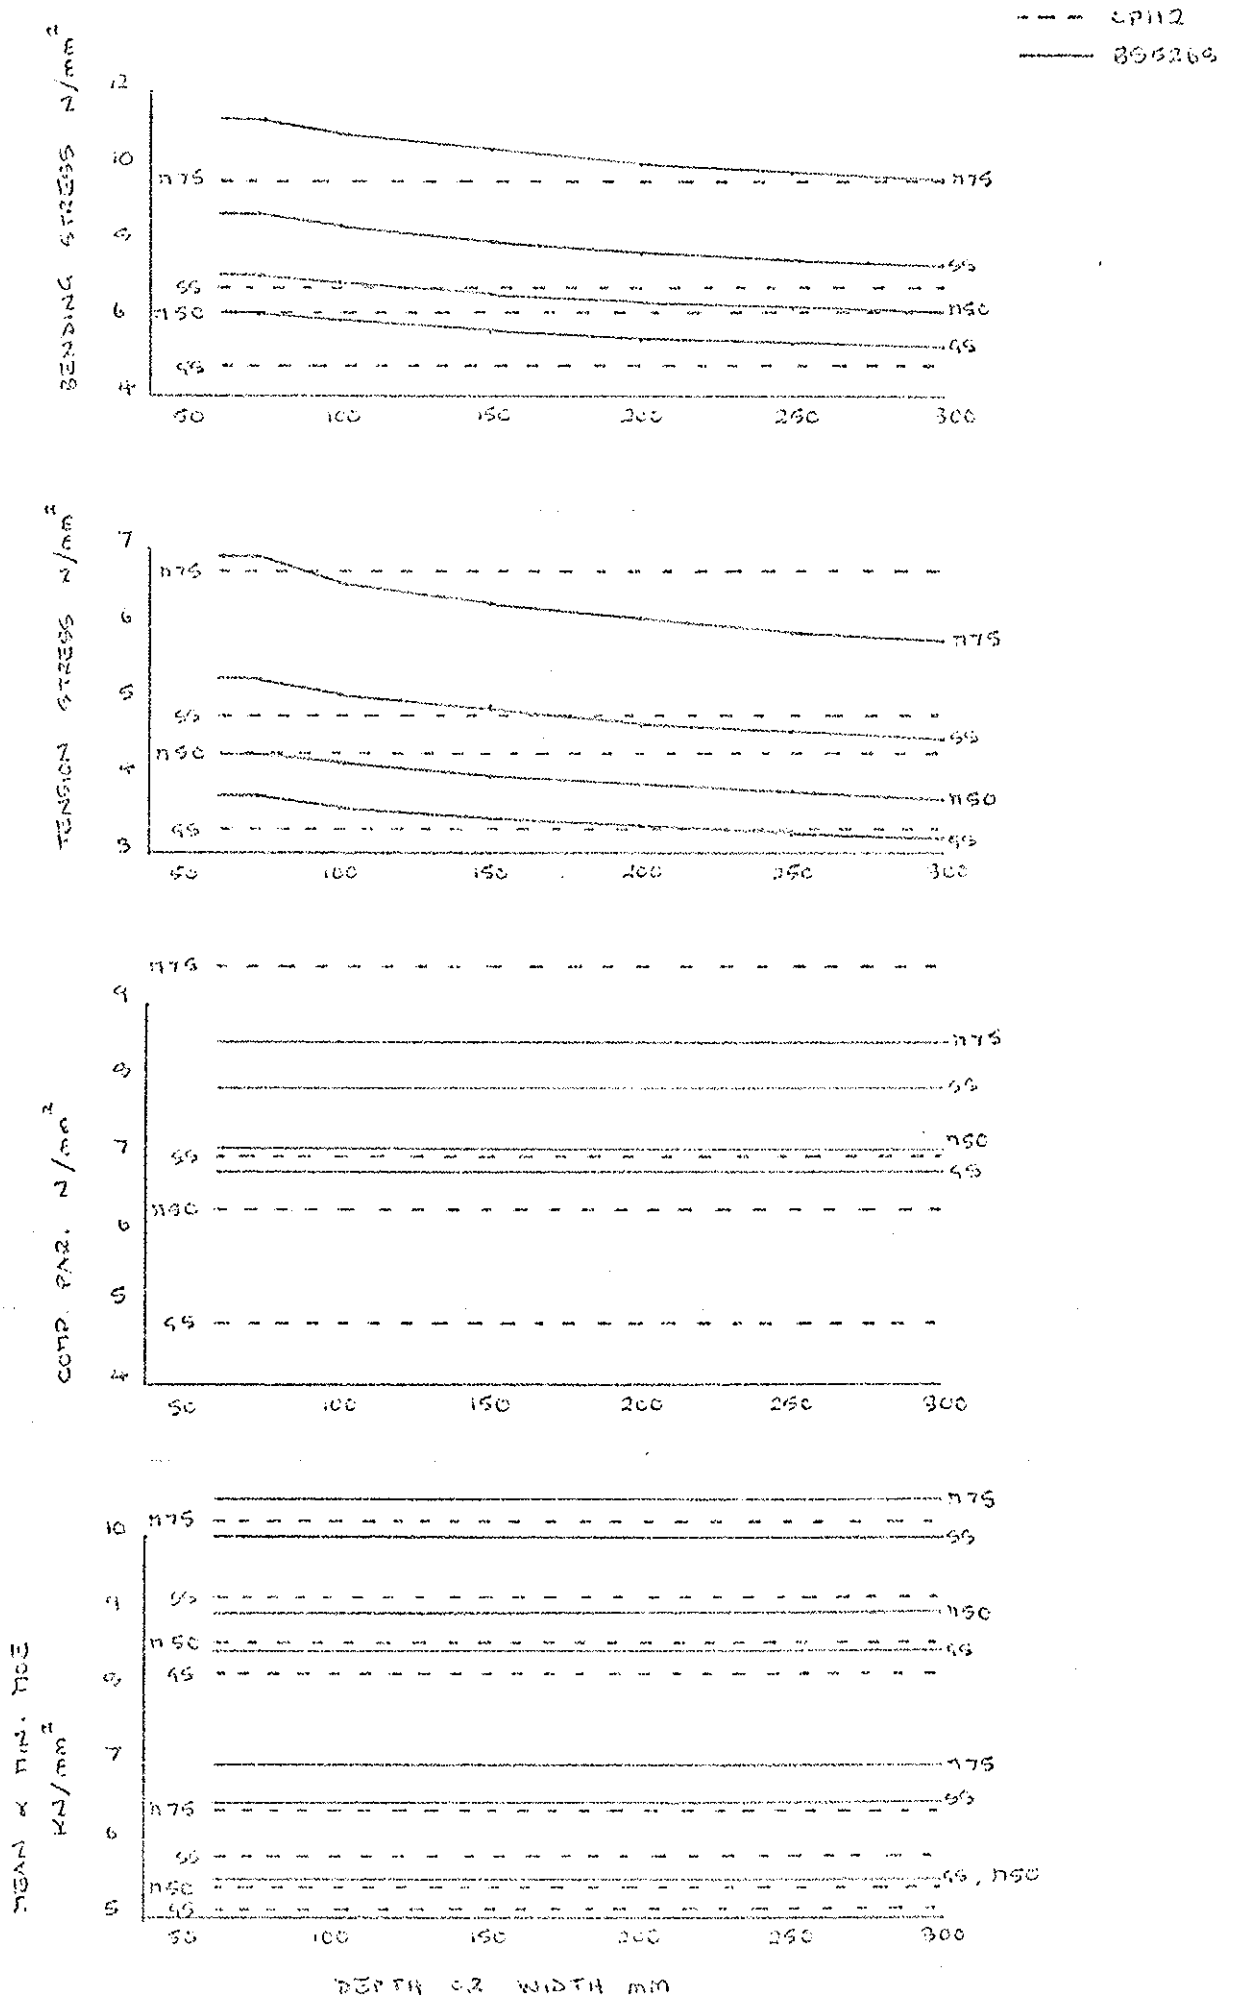 --- CP112
— BS5268
BENDING STRESS N/mm²
12
10
8
6
4
M75
SS
M50
GS
M75
SS
M50
GS
50 100 150 200 250 300
TENSION STRESS N/mm²
7
6
5
4
3
M75
SS
M50
GS
M75
SS
M50
GS
50 100 150 200 250 300
COMP. PAR. N/mm²
9
8
7
6
5
4
M75
SS
M50
GS
M75
SS
M50
GS
50 100 150 200 250 300
MEAN & MIN. MOE
KN/mm²
10
9
8
7
6
5
M75
SS
M50
GS
M75
SS
M50
GS
M75
SS
M50
GS
M75
SS
GS, M50
50 100 150 200 250 300
DEPTH OR WIDTH mm